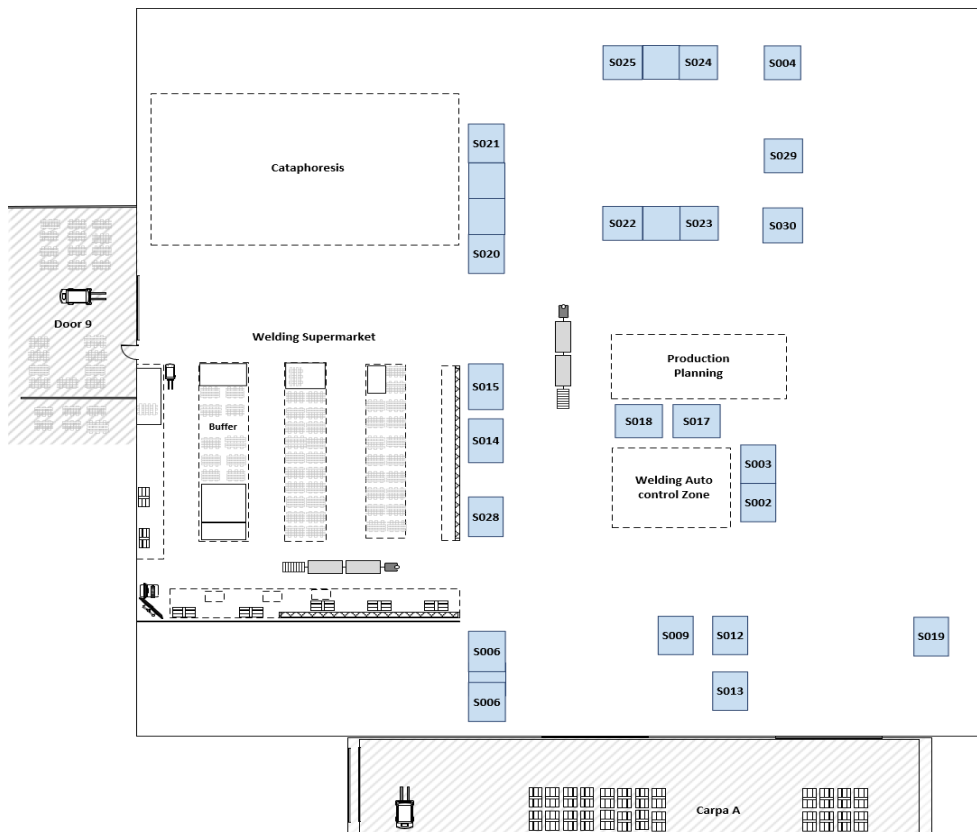 S025
S024
S004
S021
S029
Cataphoresis
S022
S023
S030
S020
Door 9
Welding Supermarket
Production
Planning
S015
S018
S017
Buffer
S014
S003
Welding Auto
control Zone
S002
S028
S009
S012
S019
S006
S013
S006
Carpa A